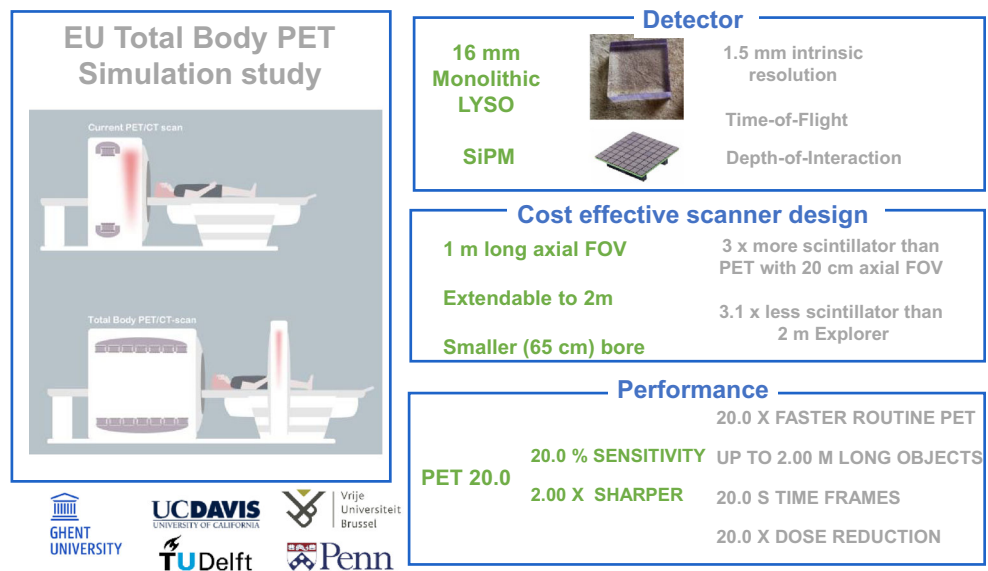 EU Total Body PET
Simulation study
Current PET/CT scan
Total Body PET/CT-scan
GHENT
UNIVERSITY
UCDAVIS
UNIVERSITY OF CALIFORNIA
Vrije
Universiteit
Brussel
TUDelft
Penn
Detector
16 mm
Monolithic
LYSO
SiPM
1.5 mm intrinsic
resolution
Time-of-Flight
Depth-of-Interaction
Cost effective scanner design
1 m long axial FOV
Extendable to 2m
Smaller (65 cm) bore
3 x more scintillator than
PET with 20 cm axial FOV
3.1 x less scintillator than
2 m Explorer
Performance
PET 20.0
20.0 % SENSITIVITY
2.00 X SHARPER
20.0 X FASTER ROUTINE PET
UP TO 2.00 M LONG OBJECTS
20.0 S TIME FRAMES
20.0 X DOSE REDUCTION